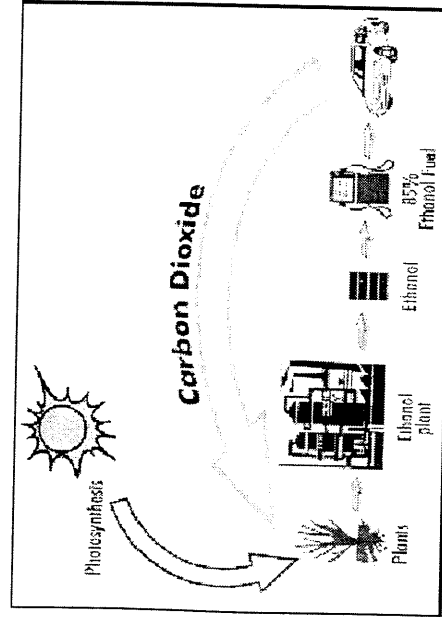 Photosynthesis
Carbon Dioxide
Plants
Ethanol
plant
Ethanol
85%
Ethanol Fuel